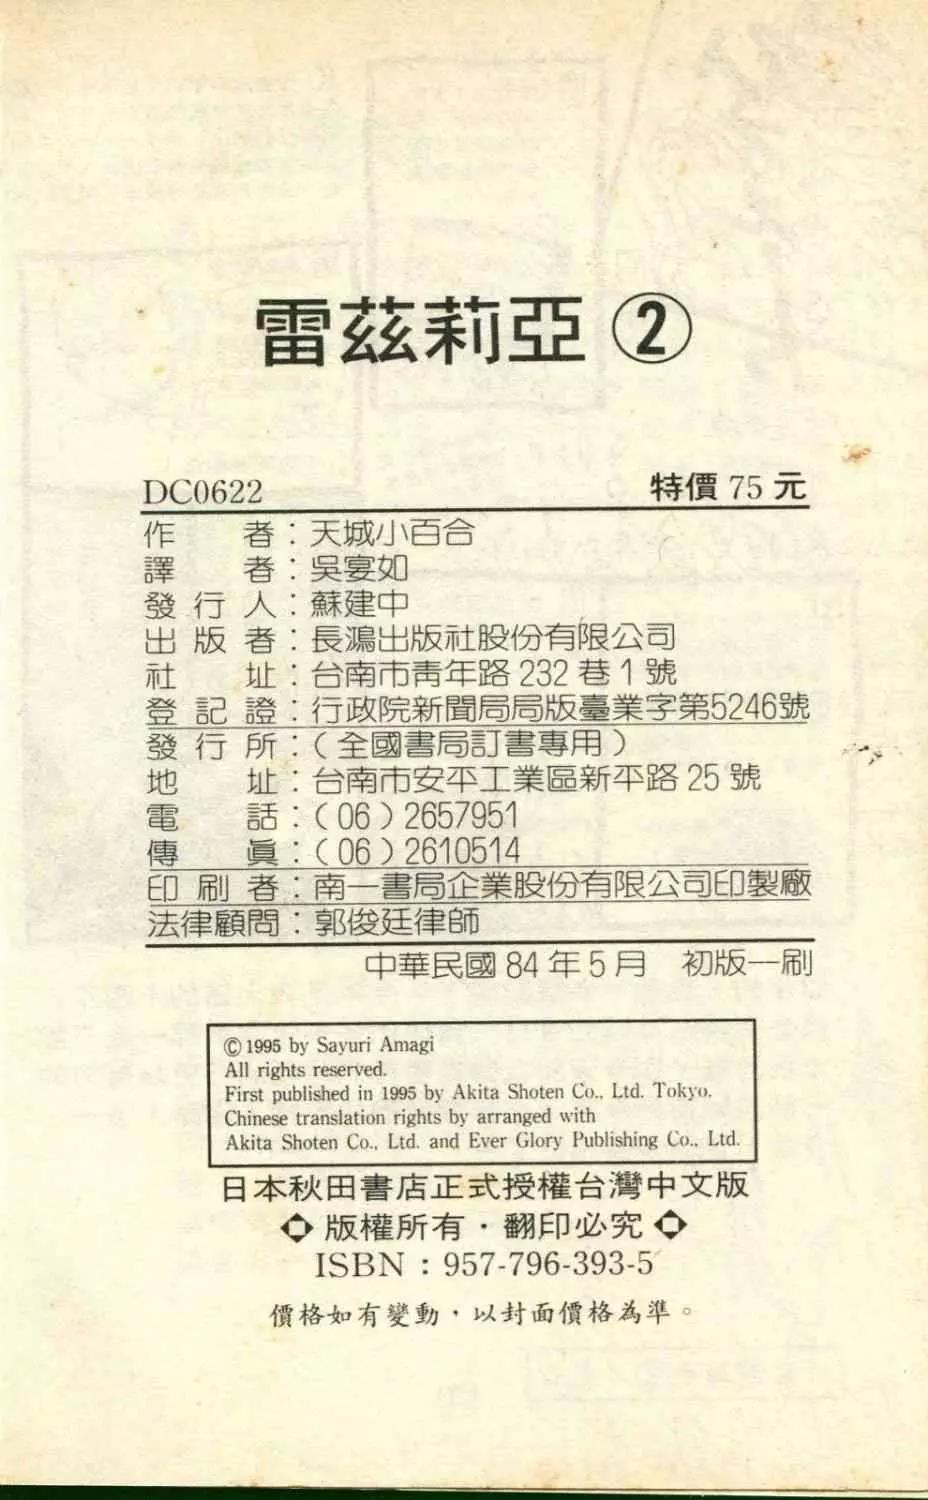 雷茲莉亞 ②
DC0622 特價 75 元
作者：天城小百合
譯者：吳宴如
發行人：蘇建中
出版者：長鴻出版社股份有限公司
社址：台南市青年路 232 巷 1 號
登記證：行政院新聞局局版臺業字第5246號
發行所：（全國書局訂書專用）
地址：台南市安平工業區新平路 25 號
電話：（06）2657951
傳真：（06）2610514
印刷者：南一書局企業股份有限公司印製廠
法律顧問：郭俊廷律師
中華民國 84 年 5 月　初版一刷
© 1995 by Sayuri Amagi
All rights reserved.
First published in 1995 by Akita Shoten Co., Ltd. Tokyo.
Chinese translation rights by arranged with
Akita Shoten Co., Ltd. and Ever Glory Publishing Co., Ltd.
日本秋田書店正式授權台灣中文版
版權所有・翻印必究
ISBN：957-796-393-5
價格如有變動，以封面價格為準。